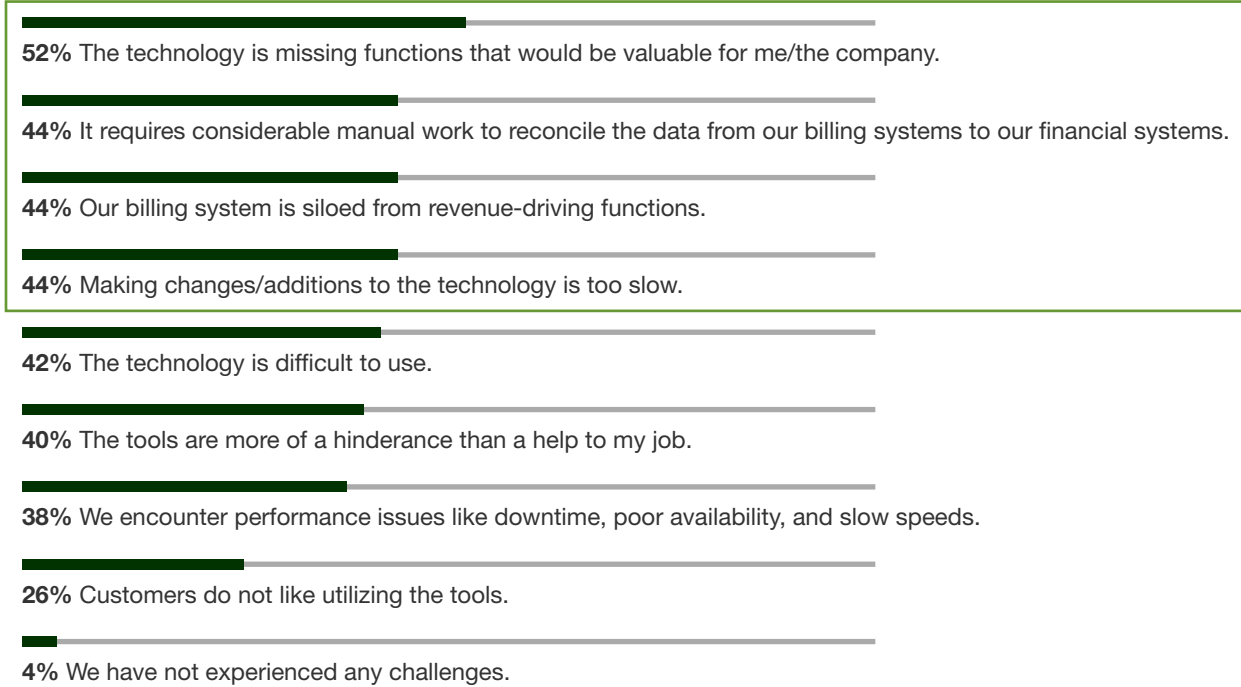 52% The technology is missing functions that would be valuable for me/the company.
44% It requires considerable manual work to reconcile the data from our billing systems to our financial systems.
44% Our billing system is siloed from revenue-driving functions.
44% Making changes/additions to the technology is too slow.
42% The technology is difficult to use.
40% The tools are more of a hinderance than a help to my job.
38% We encounter performance issues like downtime, poor availability, and slow speeds.
26% Customers do not like utilizing the tools.
4% We have not experienced any challenges.